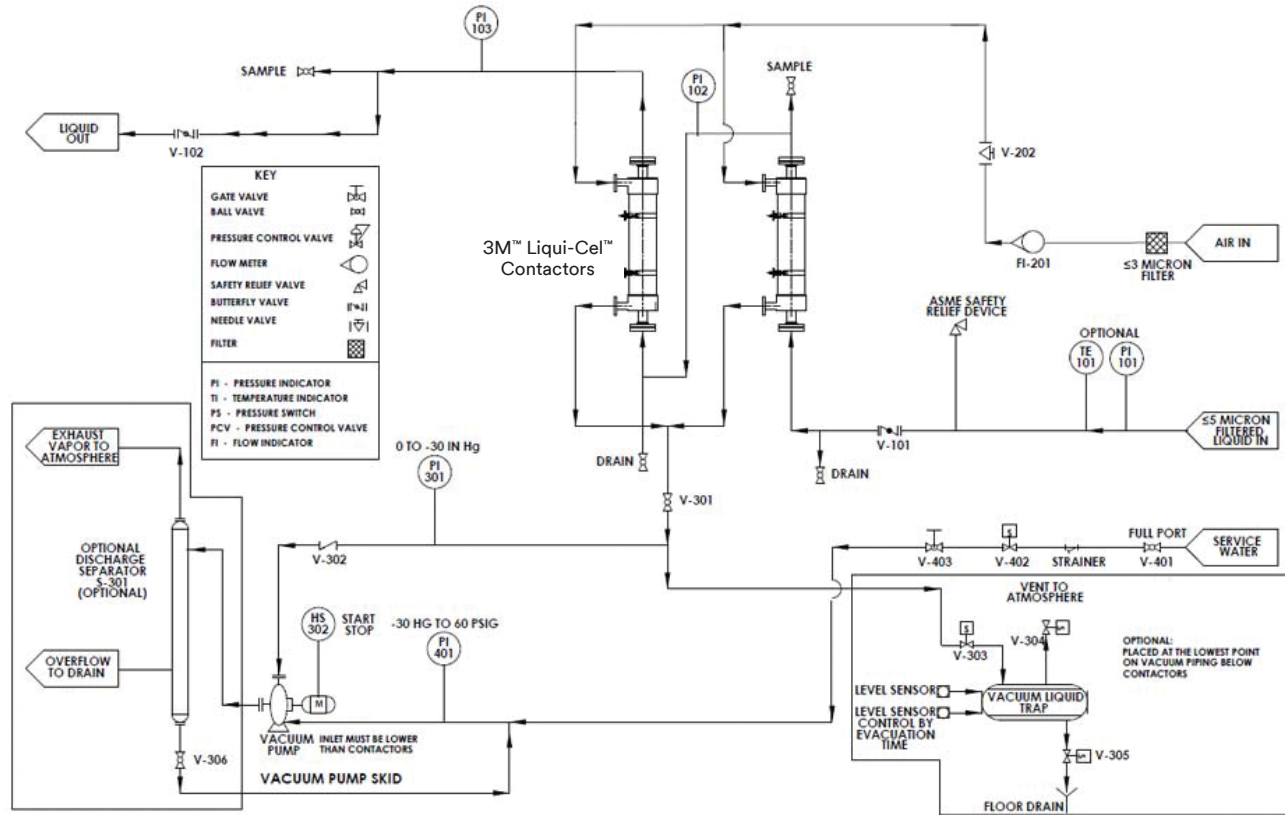 PI
103
SAMPLE
LIQUID
OUT
V-102
PI
102
SAMPLE
V-202
AIR IN
FI-201
≤3 MICRON
FILTER
KEY
GATE VALVE
BALL VALVE
PRESSURE CONTROL VALVE
FLOW METER
SAFETY RELIEF VALVE
BUTTERFLY VALVE
NEEDLE VALVE
FILTER
PI - PRESSURE INDICATOR
TI - TEMPERATURE INDICATOR
PS - PRESSURE SWITCH
PCV - PRESSURE CONTROL VALVE
FI - FLOW INDICATOR
3M™ Liqui-Cel™
Contactors
ASME SAFETY
RELIEF DEVICE
OPTIONAL
TE
101
PI
101
≤5 MICRON
FILTERED
LIQUID IN
V-101
DRAIN
DRAIN
V-301
0 TO -30 IN Hg
PI
301
V-302
EXHAUST
VAPOR TO
ATMOSPHERE
OPTIONAL
DISCHARGE
SEPARATOR
S-301
(OPTIONAL)
OVERFLOW
TO DRAIN
V-306
HS
302
START
STOP
M
VACUUM
PUMP
INLET MUST BE LOWER
THAN CONTACTORS
VACUUM PUMP SKID
-30 HG TO 60 PSIG
PI
401
V-403
S
V-402
STRAINER
FULL PORT
V-401
SERVICE
WATER
VENT TO
ATMOSPHERE
S
V-303
V-304
S
OPTIONAL:
PLACED AT THE LOWEST POINT
ON VACUUM PIPING BELOW
CONTACTORS
LEVEL SENSOR
LEVEL SENSOR
CONTROL BY
EVACUATION
TIME
VACUUM LIQUID
TRAP
V-305
S
FLOOR DRAIN